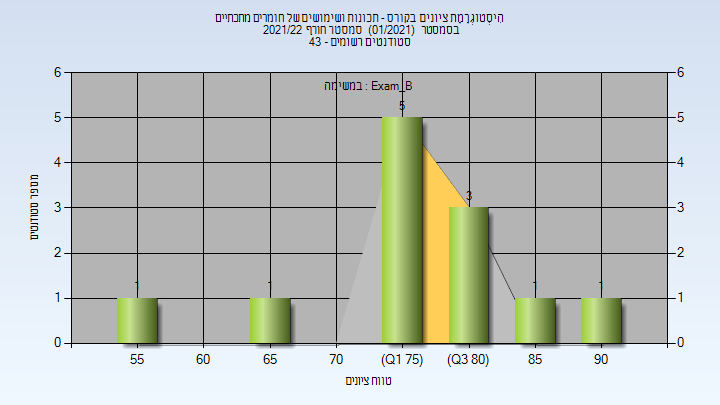 היסטוגרמת ציונים בקורס - תכונות ושימושים של חומרים מתכתיים
בסמסטר (01/2021) סמסטר חורף 2021/22
סטודנטים רשומים - 43
במשימה : Exam_B
6 6
5 5
4 4
3 3
2 2
1 1
0 0
1 1 5 3 1 1
מספר סטודנטים
55 60 65 70 (Q1 75) (Q3 80) 85 90
טווח ציונים